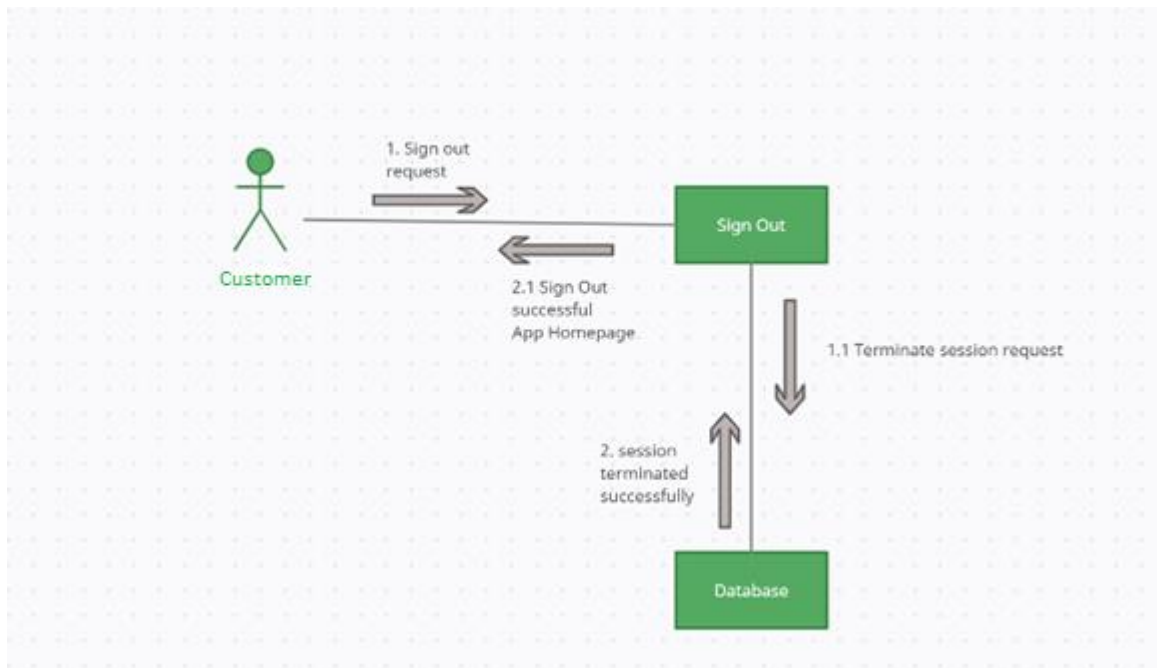 1. Sign out
request
Sign Out
Customer
2.1 Sign Out
successful
App Homepage
1.1 Terminate session request
2. session
terminated
successfully
Database